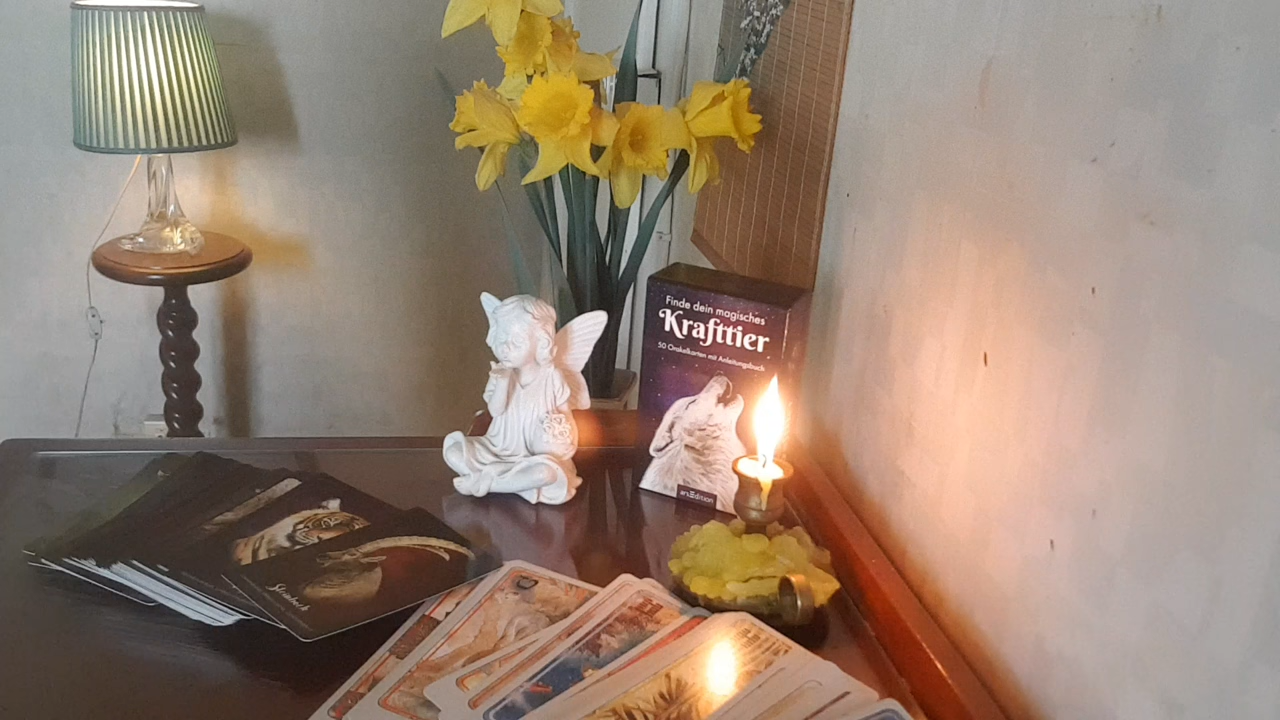 Finde dein magisches
Krafttier
50 Orakelkarten mit Anleitungsbuch
arsEdition
Steinbock